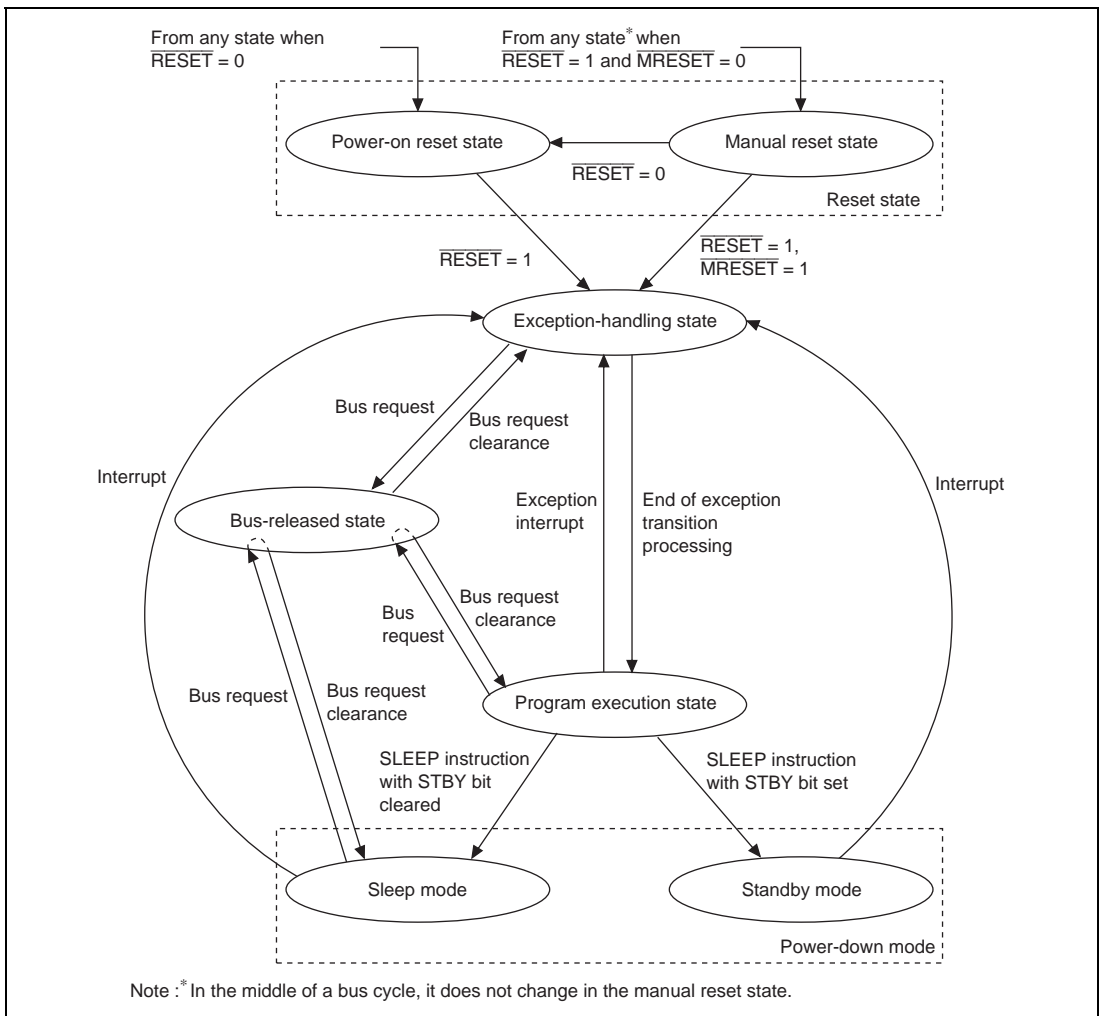 From any state when
RESET = 0
From any state* when
RESET = 1 and MRESET = 0
Power-on reset state
Manual reset state
RESET = 0
Reset state
RESET = 1
RESET = 1,
MRESET = 1
Exception-handling state
Bus request
Bus request
clearance
Interrupt
Exception
interrupt
End of exception
transition
processing
Interrupt
Bus-released state
Bus
request
Bus request
clearance
Bus request
Bus request
clearance
Program execution state
SLEEP instruction
with STBY bit
cleared
SLEEP instruction
with STBY bit set
Sleep mode
Standby mode
Power-down mode
Note :* In the middle of a bus cycle, it does not change in the manual reset state.